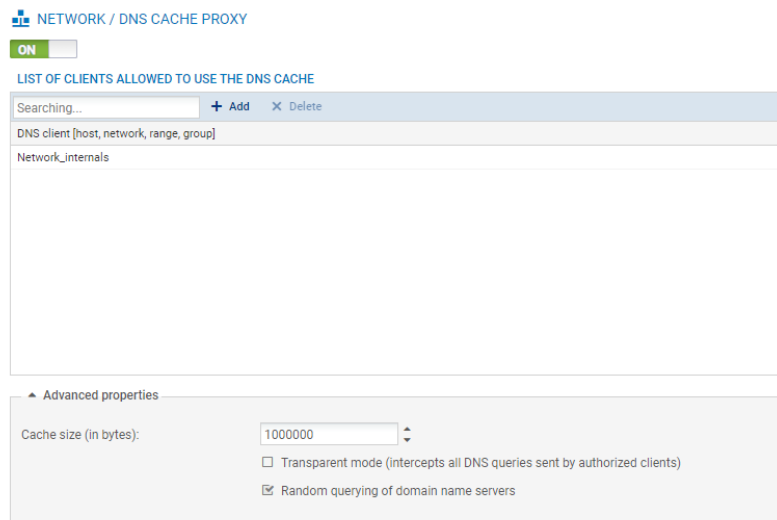 NETWORK / DNS CACHE PROXY
ON
LIST OF CLIENTS ALLOWED TO USE THE DNS CACHE
Searching... + Add × Delete
DNS client [host, network, range, group]
Network_internals
Advanced properties
Cache size (in bytes): 1000000
Transparent mode (intercepts all DNS queries sent by authorized clients)
Random querying of domain name servers